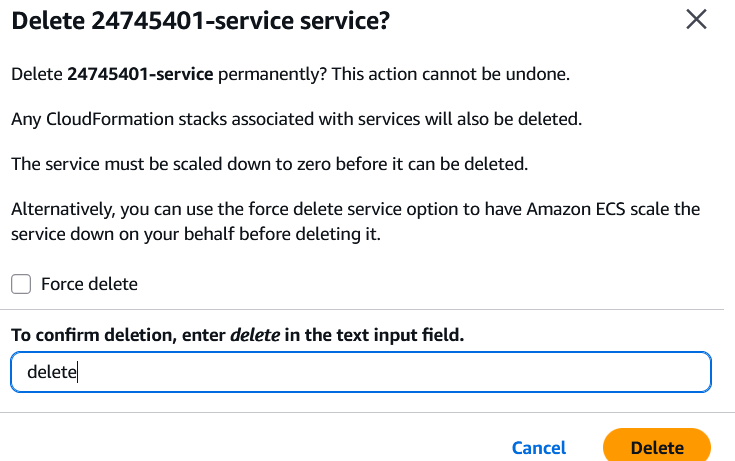 Delete 24745401-service service?
Delete 24745401-service permanently? This action cannot be undone.
Any CloudFormation stacks associated with services will also be deleted.
The service must be scaled down to zero before it can be deleted.
Alternatively, you can use the force delete service option to have Amazon ECS scale the
service down on your behalf before deleting it.
Force delete
To confirm deletion, enter delete in the text input field.
delete
Cancel Delete